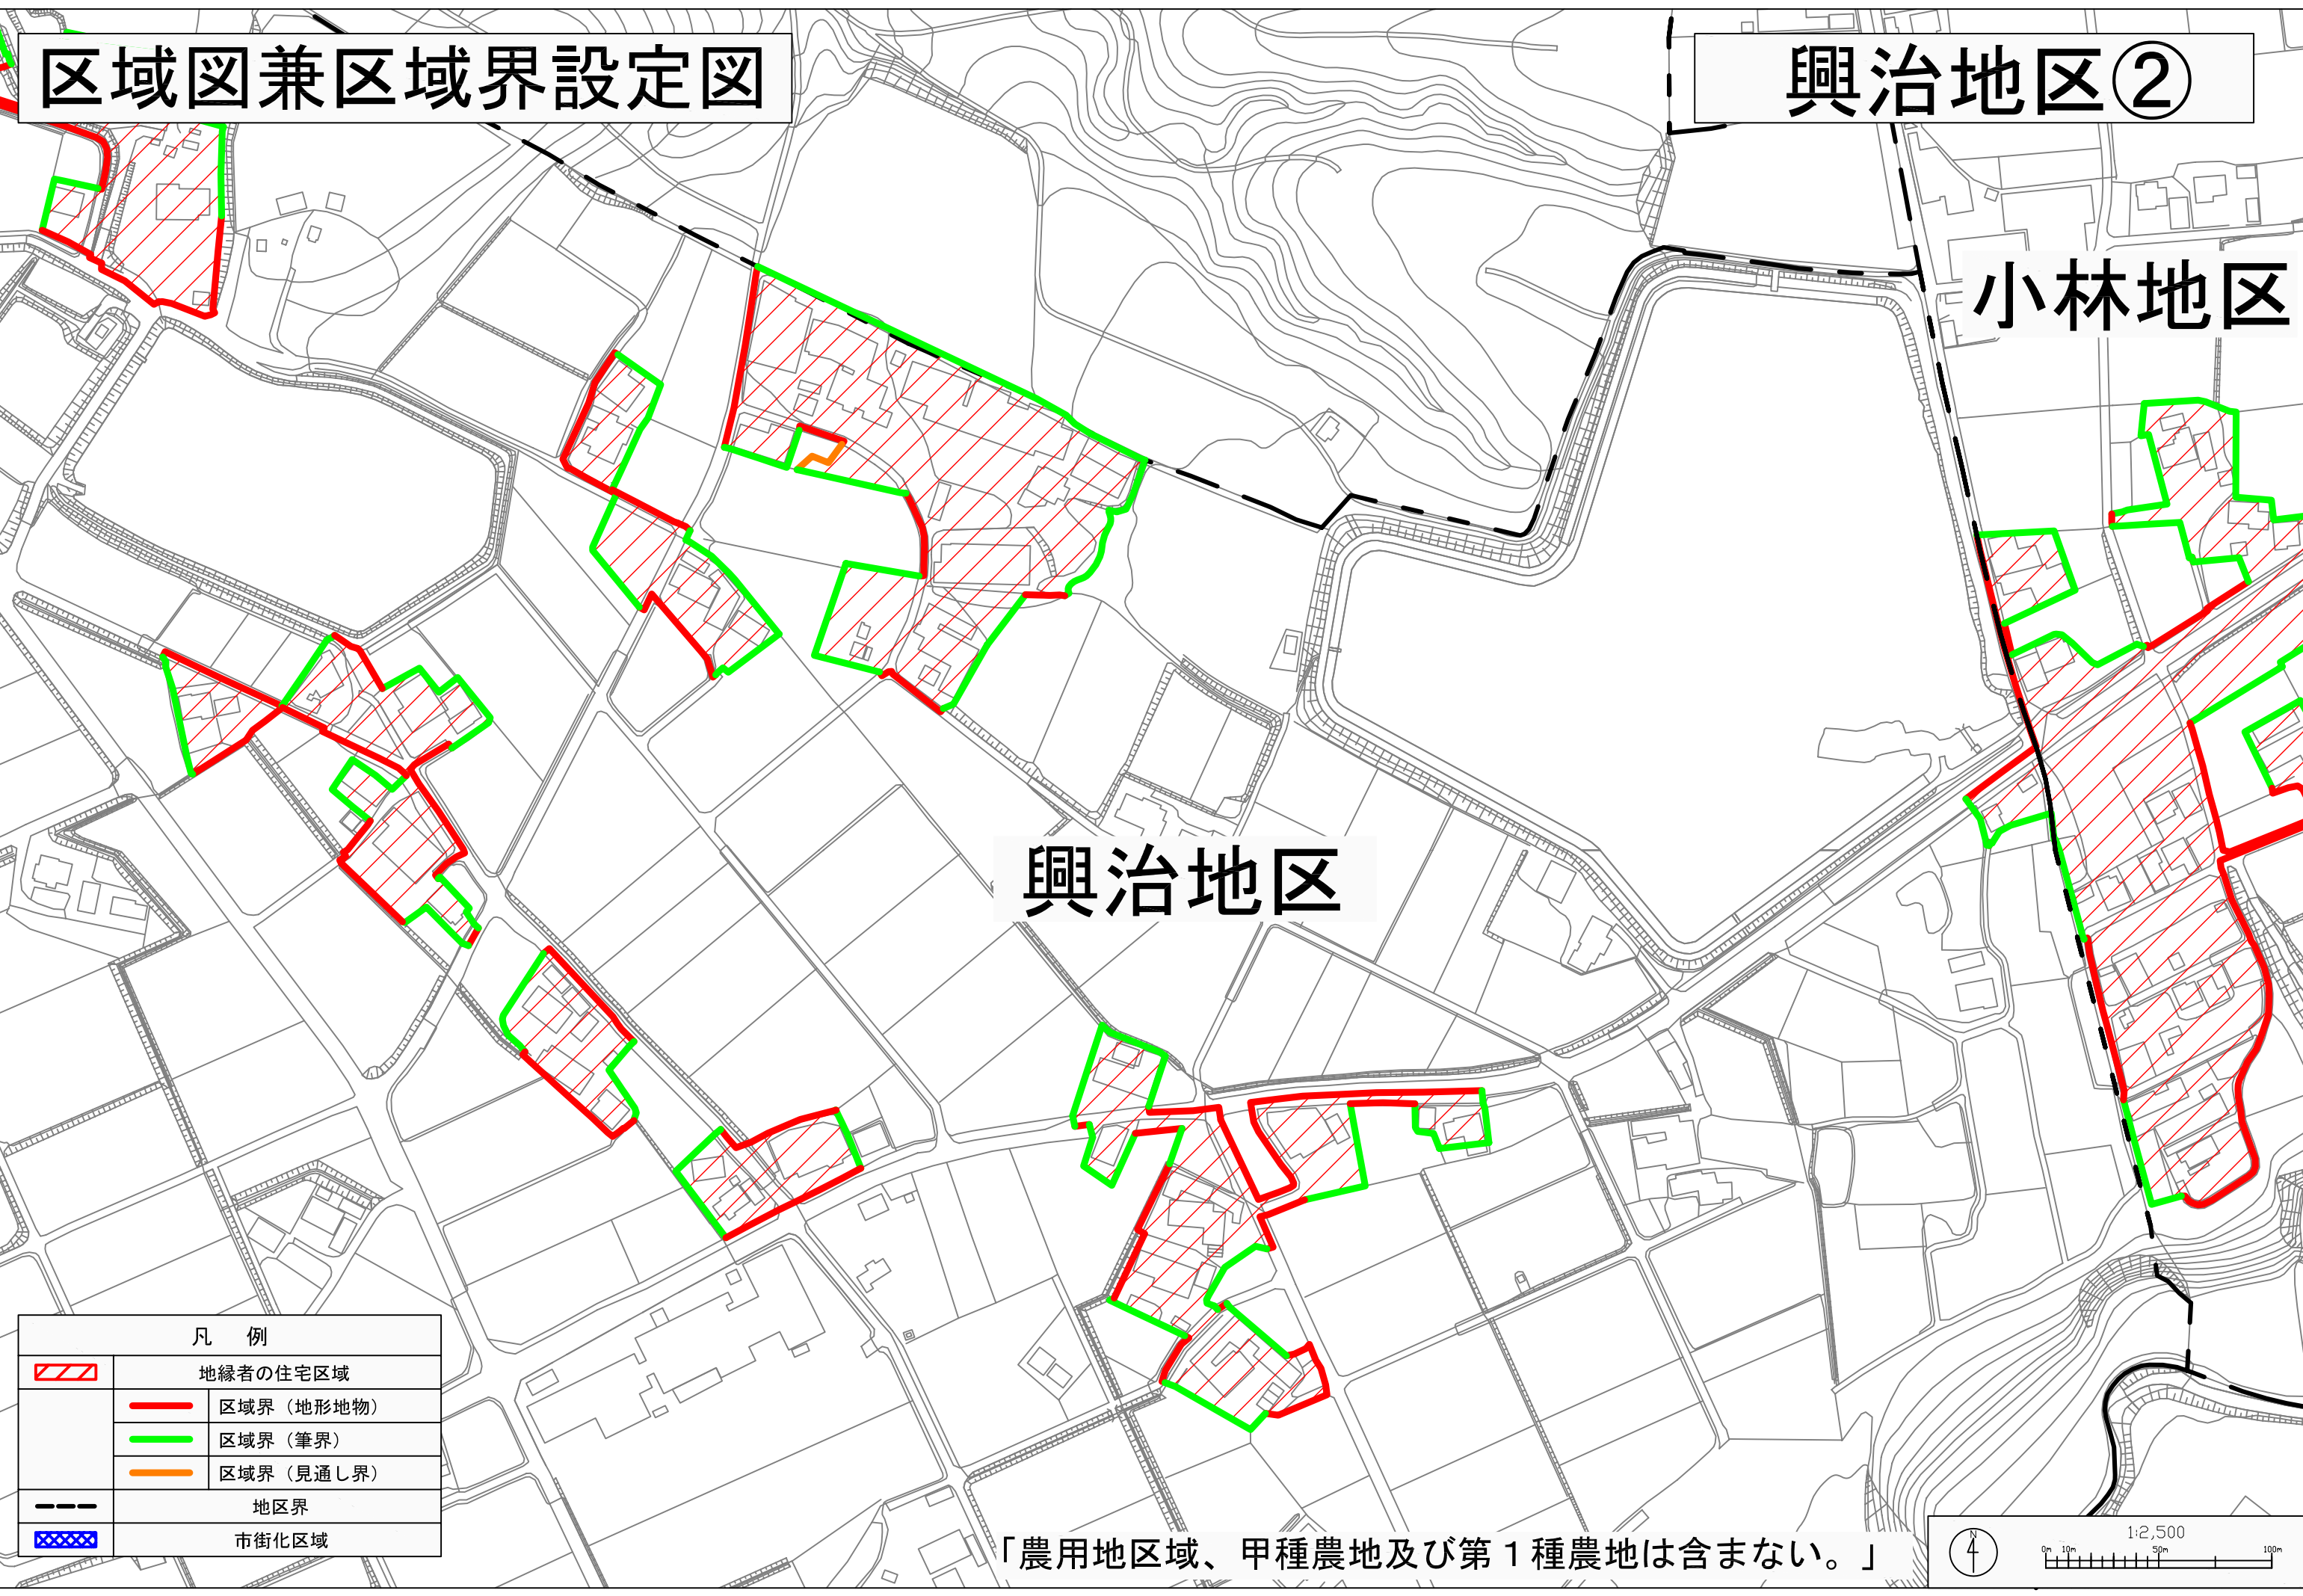 区域図兼区域界設定図
興治地区②
小林地区
興治地区
凡 例
地縁者の住宅区域
区域界（地形地物）
区域界（筆界）
区域界（見通し界）
地区界
市街化区域
「農用地区域、甲種農地及び第１種農地は含まない。」
N
1:2,500
0m 10m 50m 100m